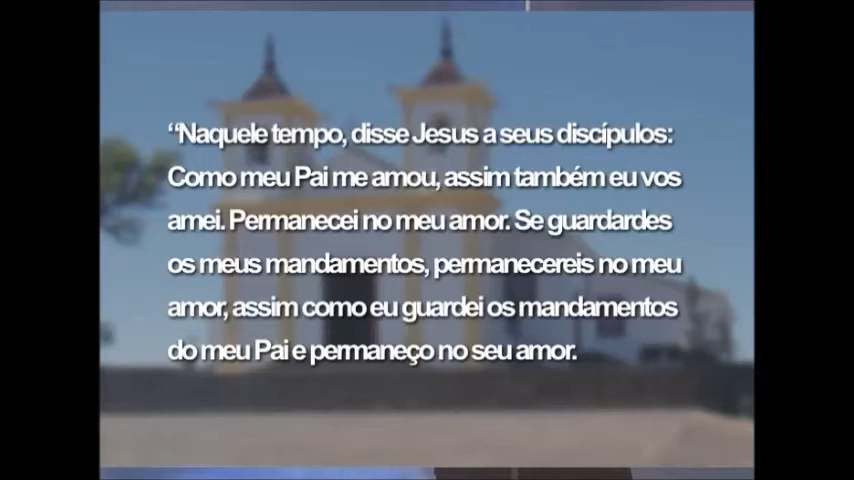 “Naquele tempo, disse Jesus a seus discípulos:
Como meu Pai me amou, assim também eu vos
amei. Permanecei no meu amor. Se guardardes
os meus mandamentos, permanecereis no meu
amor, assim como eu guardei os mandamentos
do meu Pai e permaneço no seu amor.